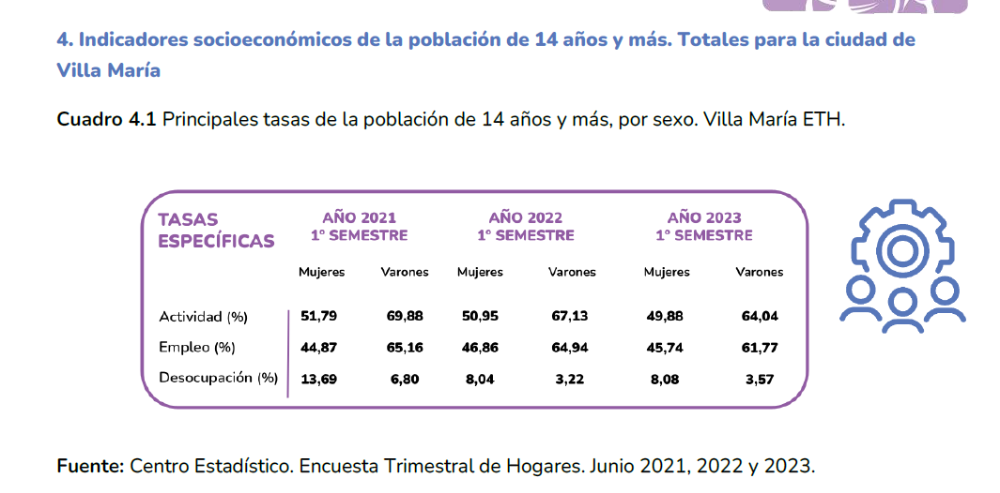 4. Indicadores socioeconómicos de la población de 14 años y más. Totales para la ciudad de
Villa María
Cuadro 4.1 Principales tasas de la población de 14 años y más, por sexo. Villa María ETH.
TASAS ESPECÍFICAS
AÑO 2021 AÑO 2022 AÑO 2023
1º SEMESTRE 1º SEMESTRE 1º SEMESTRE
Mujeres Varones Mujeres Varones Mujeres Varones
Actividad (%) 51,79 69,88 50,95 67,13 49,88 64,04
Empleo (%) 44,87 65,16 46,86 64,94 45,74 61,77
Desocupación (%) 13,69 6,80 8,04 3,22 8,08 3,57
Fuente: Centro Estadístico. Encuesta Trimestral de Hogares. Junio 2021, 2022 y 2023.